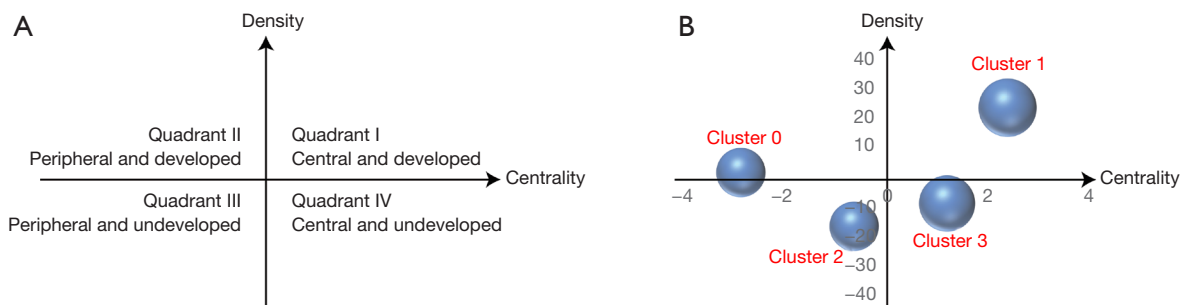 A
Density
Quadrant II
Peripheral and developed
Quadrant I
Central and developed
Centrality
Quadrant III
Peripheral and undeveloped
Quadrant IV
Central and undeveloped
B
Density
40
30
20
10
Cluster 1
Cluster 0
Centrality
−4
−2
0
2
4
−10
−20
−30
−40
Cluster 2
Cluster 3